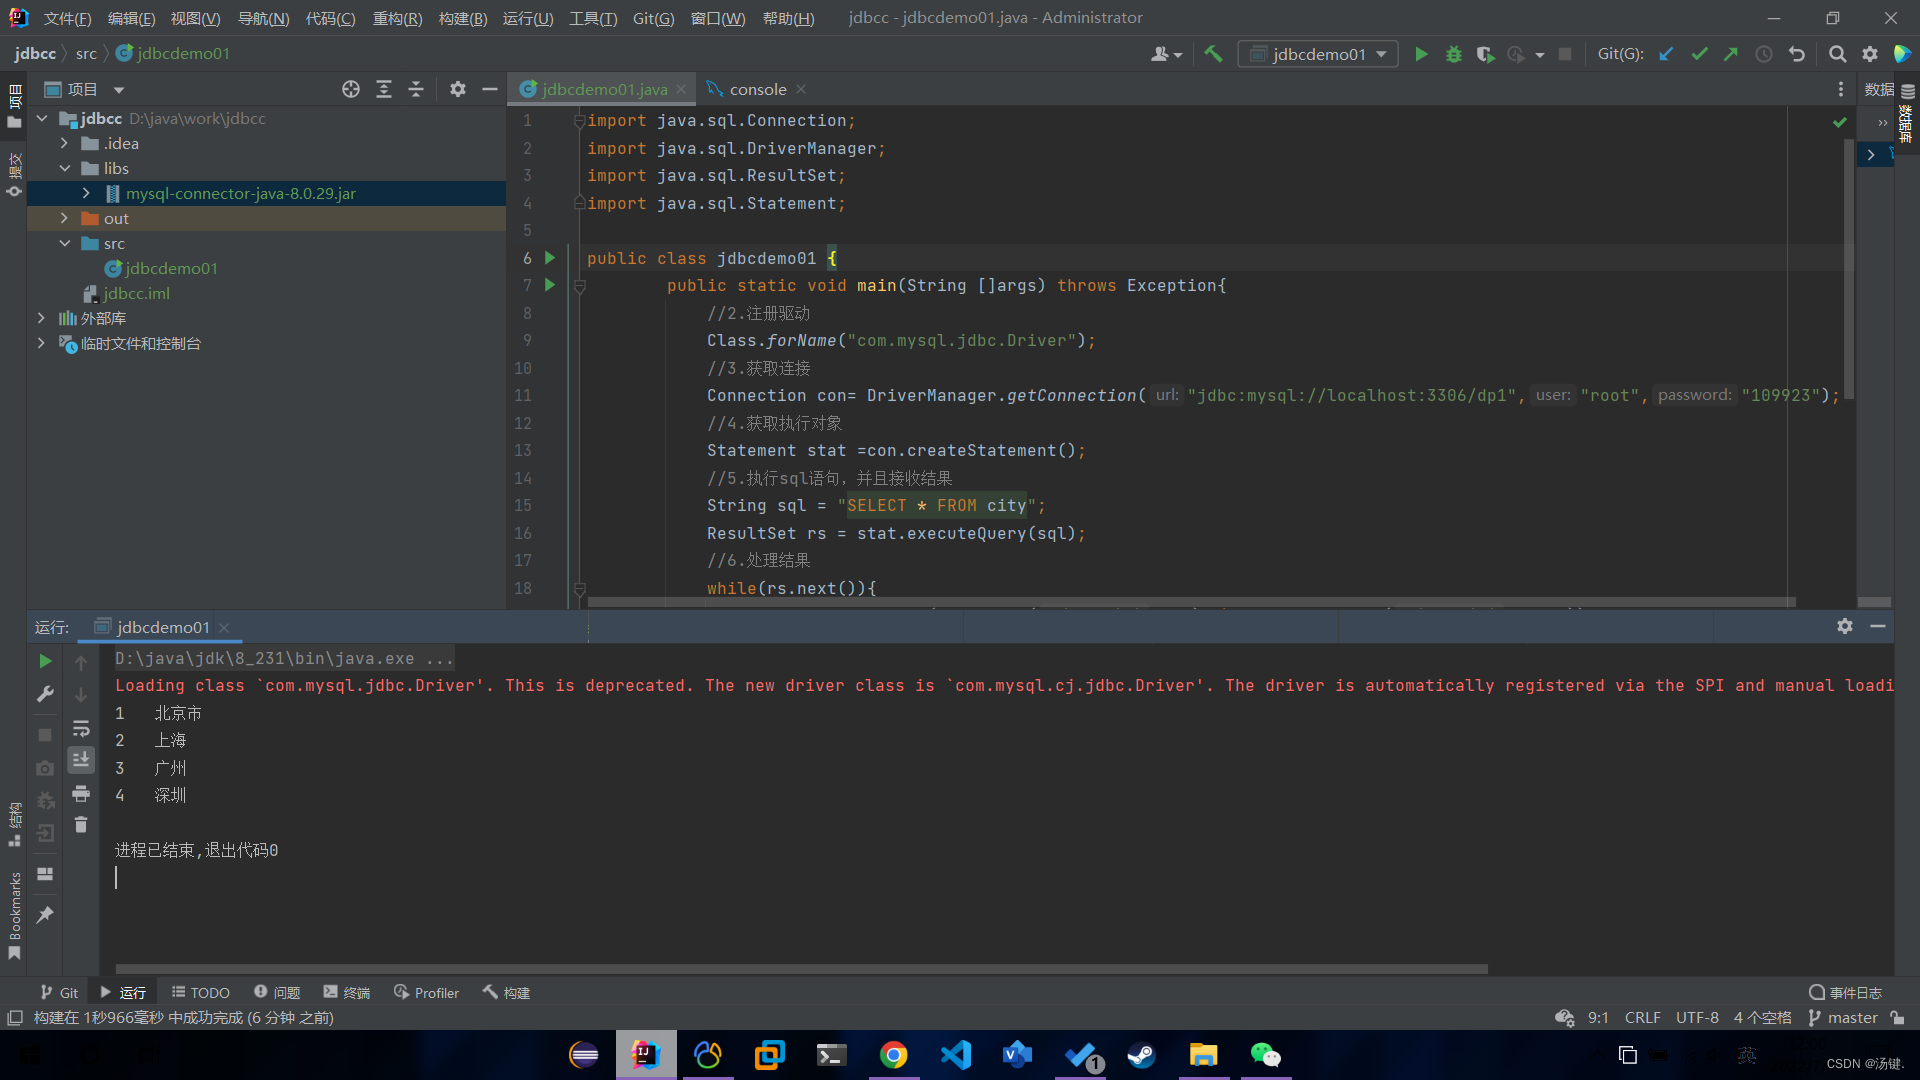 文件(F) 编辑(E) 视图(V) 导航(N) 代码(C) 重构(R) 构建(B) 运行(U) 工具(T) Git(G) 窗口(W) 帮助(H) jdbcc - jdbcdemo01.java - Administrator
jdbcc src jdbcdemo01 jdbcdemo01 Git(G):
项目 jdbcdemo01.java console 数据
项目
提交
jdbcc D:\java\work\jdbcc
.idea
libs
mysql-connector-java-8.0.29.jar
out
src
jdbcdemo01
jdbcc.iml
外部库
临时文件和控制台
1 import java.sql.Connection;
2 import java.sql.DriverManager;
3 import java.sql.ResultSet;
4 import java.sql.Statement;
5
6 public class jdbcdemo01 {
7 public static void main(String []args) throws Exception{
8 //2.注册驱动
9 Class.forName("com.mysql.jdbc.Driver");
10 //3.获取连接
11 Connection con= DriverManager.getConnection( url: "jdbc:mysql://localhost:3306/dp1", user: "root", password: "109923");
12 //4.获取执行对象
13 Statement stat =con.createStatement();
14 //5.执行sql语句，并且接收结果
15 String sql = "SELECT * FROM city";
16 ResultSet rs = stat.executeQuery(sql);
17 //6.处理结果
18 while(rs.next()){
数据库
运行: jdbcdemo01
D:\java\jdk\8_231\bin\java.exe ...
Loading class `com.mysql.jdbc.Driver'. This is deprecated. The new driver class is `com.mysql.cj.jdbc.Driver'. The driver is automatically registered via the SPI and manual loadi
1 北京市
2 上海
3 广州
4 深圳
进程已结束,退出代码0
结构
Bookmarks
Git 运行 TODO 问题 终端 Profiler 构建 事件日志
构建在 1秒966毫秒 中成功完成 (6 分钟 之前) 9:1 CRLF UTF-8 4 个空格 master
1 英
CSDN @汤键.